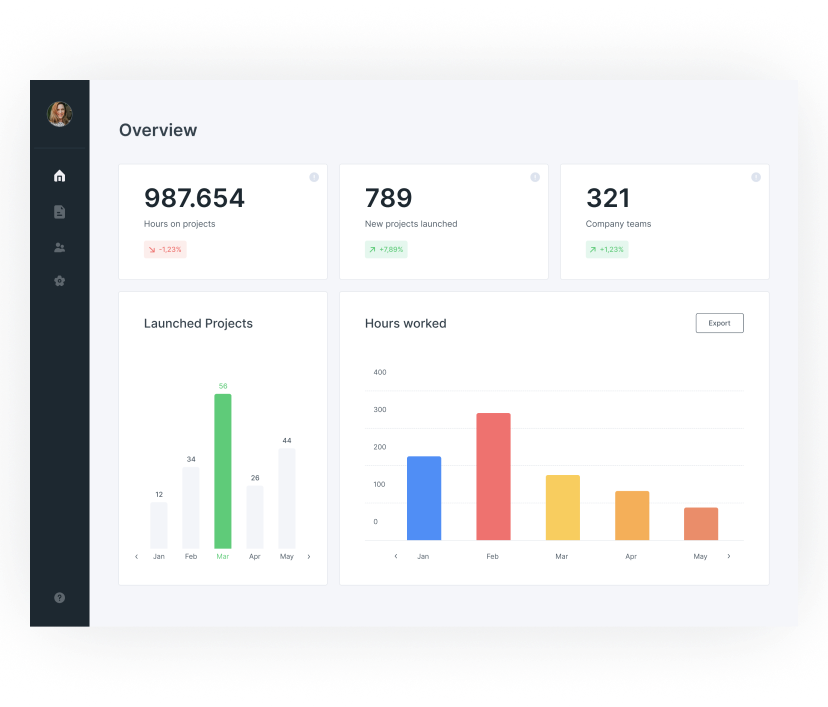 Overview
987.654
Hours on projects
-1,23%
789
New projects launched
+7,89%
321
Company teams
+1,23%
Launched Projects
56
44
34
26
12
Jan Feb Mar Apr May
Hours worked
Export
400
300
200
100
0
Jan Feb Mar Apr May